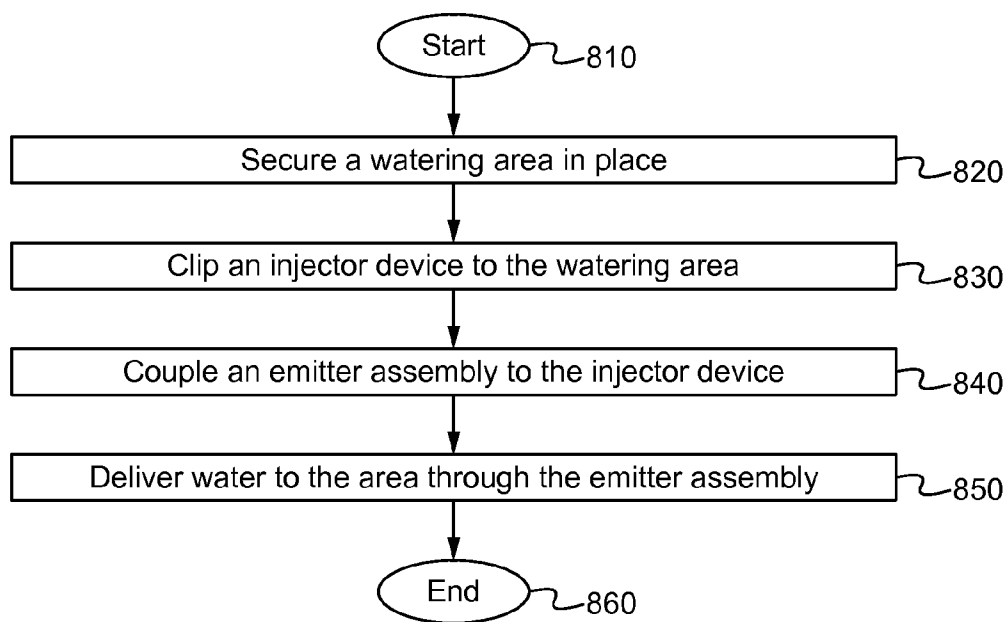 Start
810
Secure a watering area in place
820
Clip an injector device to the watering area
830
Couple an emitter assembly to the injector device
840
Deliver water to the area through the emitter assembly
850
End
860